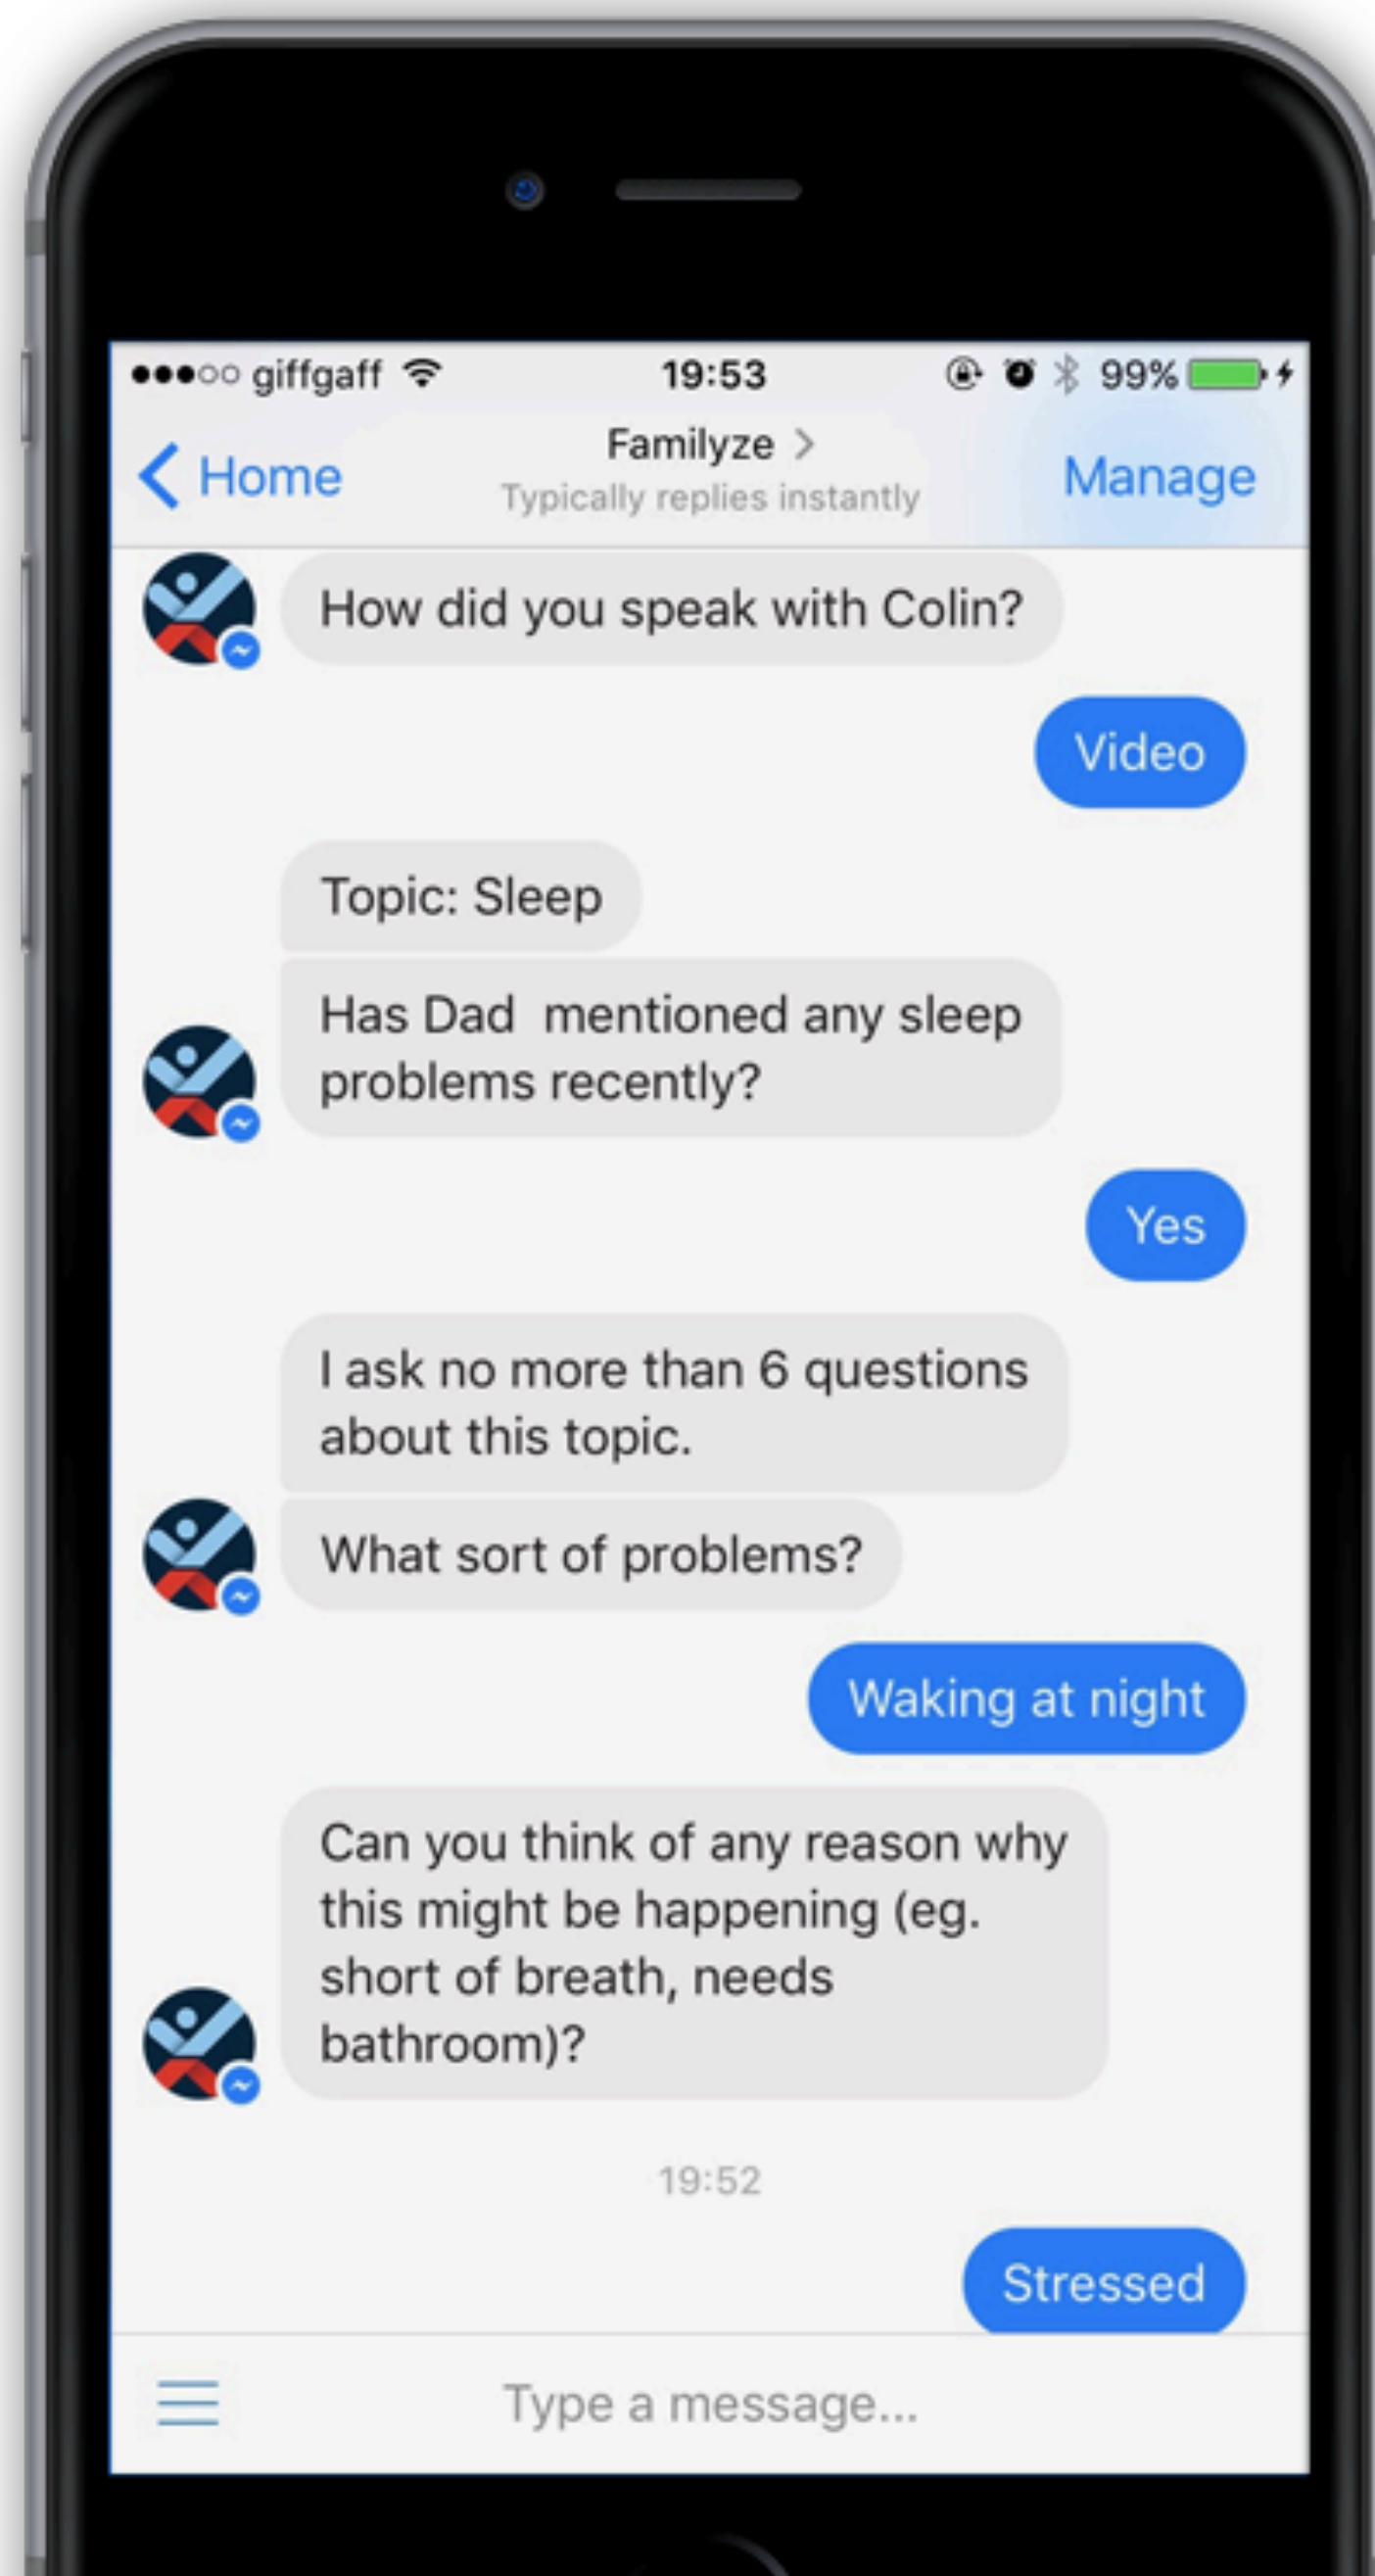 giffgaff 19:53 99%
Home Familyze > Manage
Typically replies instantly
How did you speak with Colin?
Video
Topic: Sleep
Has Dad  mentioned any sleep
problems recently?
Yes
I ask no more than 6 questions
about this topic.
What sort of problems?
Waking at night
Can you think of any reason why
this might be happening (eg.
short of breath, needs
bathroom)?
19:52
Stressed
Type a message...